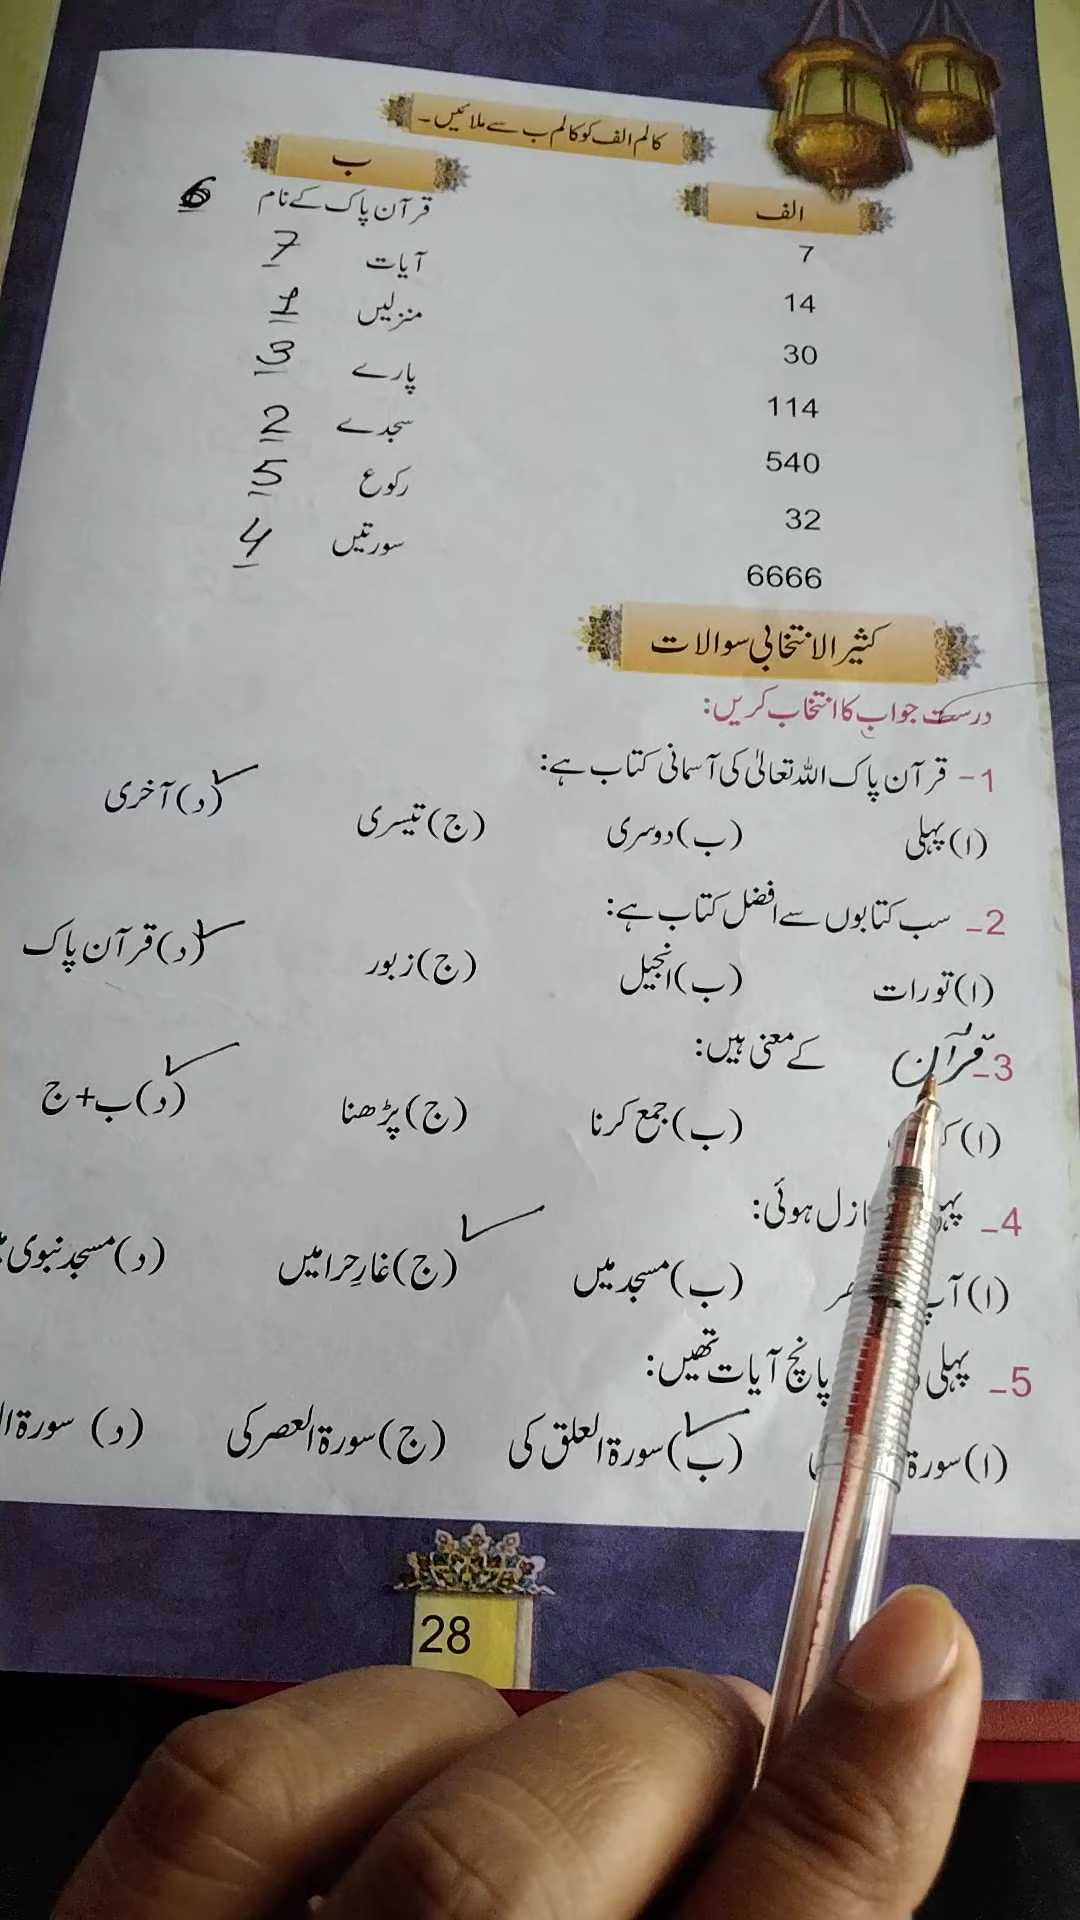 کالم الف کو کالم ب سے ملائیں۔
الف ب
7 قرآن پاک کے نام 6
14 آیات 7
30 منزلیں 1
114 پارے 3
540 سجدے 2
32 رکوع 5
6666 سورتیں 4
کثیر الانتخابی سوالات
درست جواب کا انتخاب کریں:
1- قرآن پاک اللہ تعالیٰ کی آسمانی کتاب ہے:
(ا) پہلی (ب) دوسری (ج) تیسری (د) آخری
2- سب کتابوں سے افضل کتاب ہے:
(ا) تورات (ب) انجیل (ج) زبور (د) قرآن پاک
3- قرآن کے معنی ہیں:
(ا) (ب) جمع کرنا (ج) پڑھنا (د) ب+ج
4- ہوئی:
(ا) (ب) مسجد میں (ج) غارِ حرا میں (د) مسجد نبوی
5- پہلی پانچ آیات تھیں:
(ا) سورۃ (ب) سورۃ العلق کی (ج) سورۃ العصر کی (د) سورۃ
28